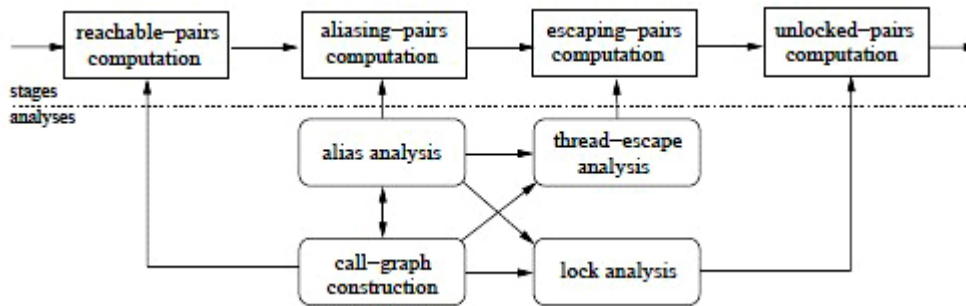 reachable−pairs
computation
aliasing−pairs
computation
escaping−pairs
computation
unlocked−pairs
computation
stages
analyses
alias analysis
thread−escape
analysis
call−graph
construction
lock analysis